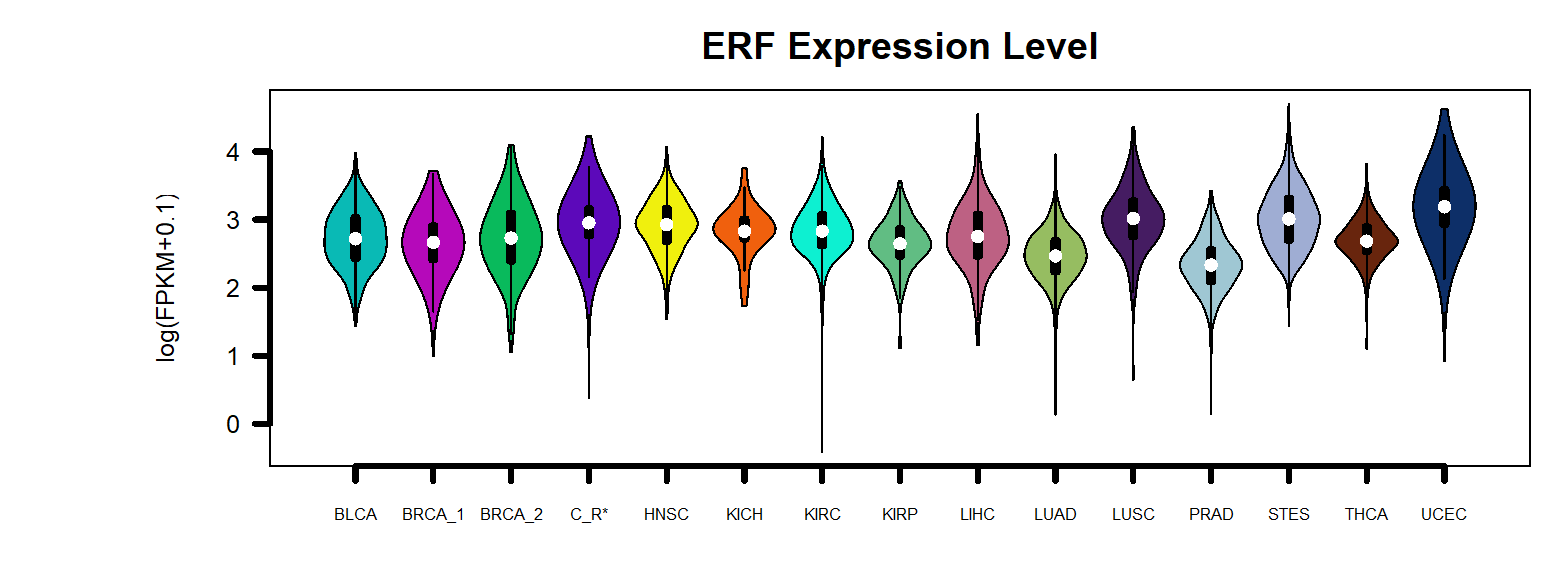 ERF Expression Level
log(FPKM+0.1)
4
3
2
1
0
BLCA BRCA_1 BRCA_2 C_R* HNSC KICH KIRC KIRP LIHC LUAD LUSC PRAD STES THCA UCEC